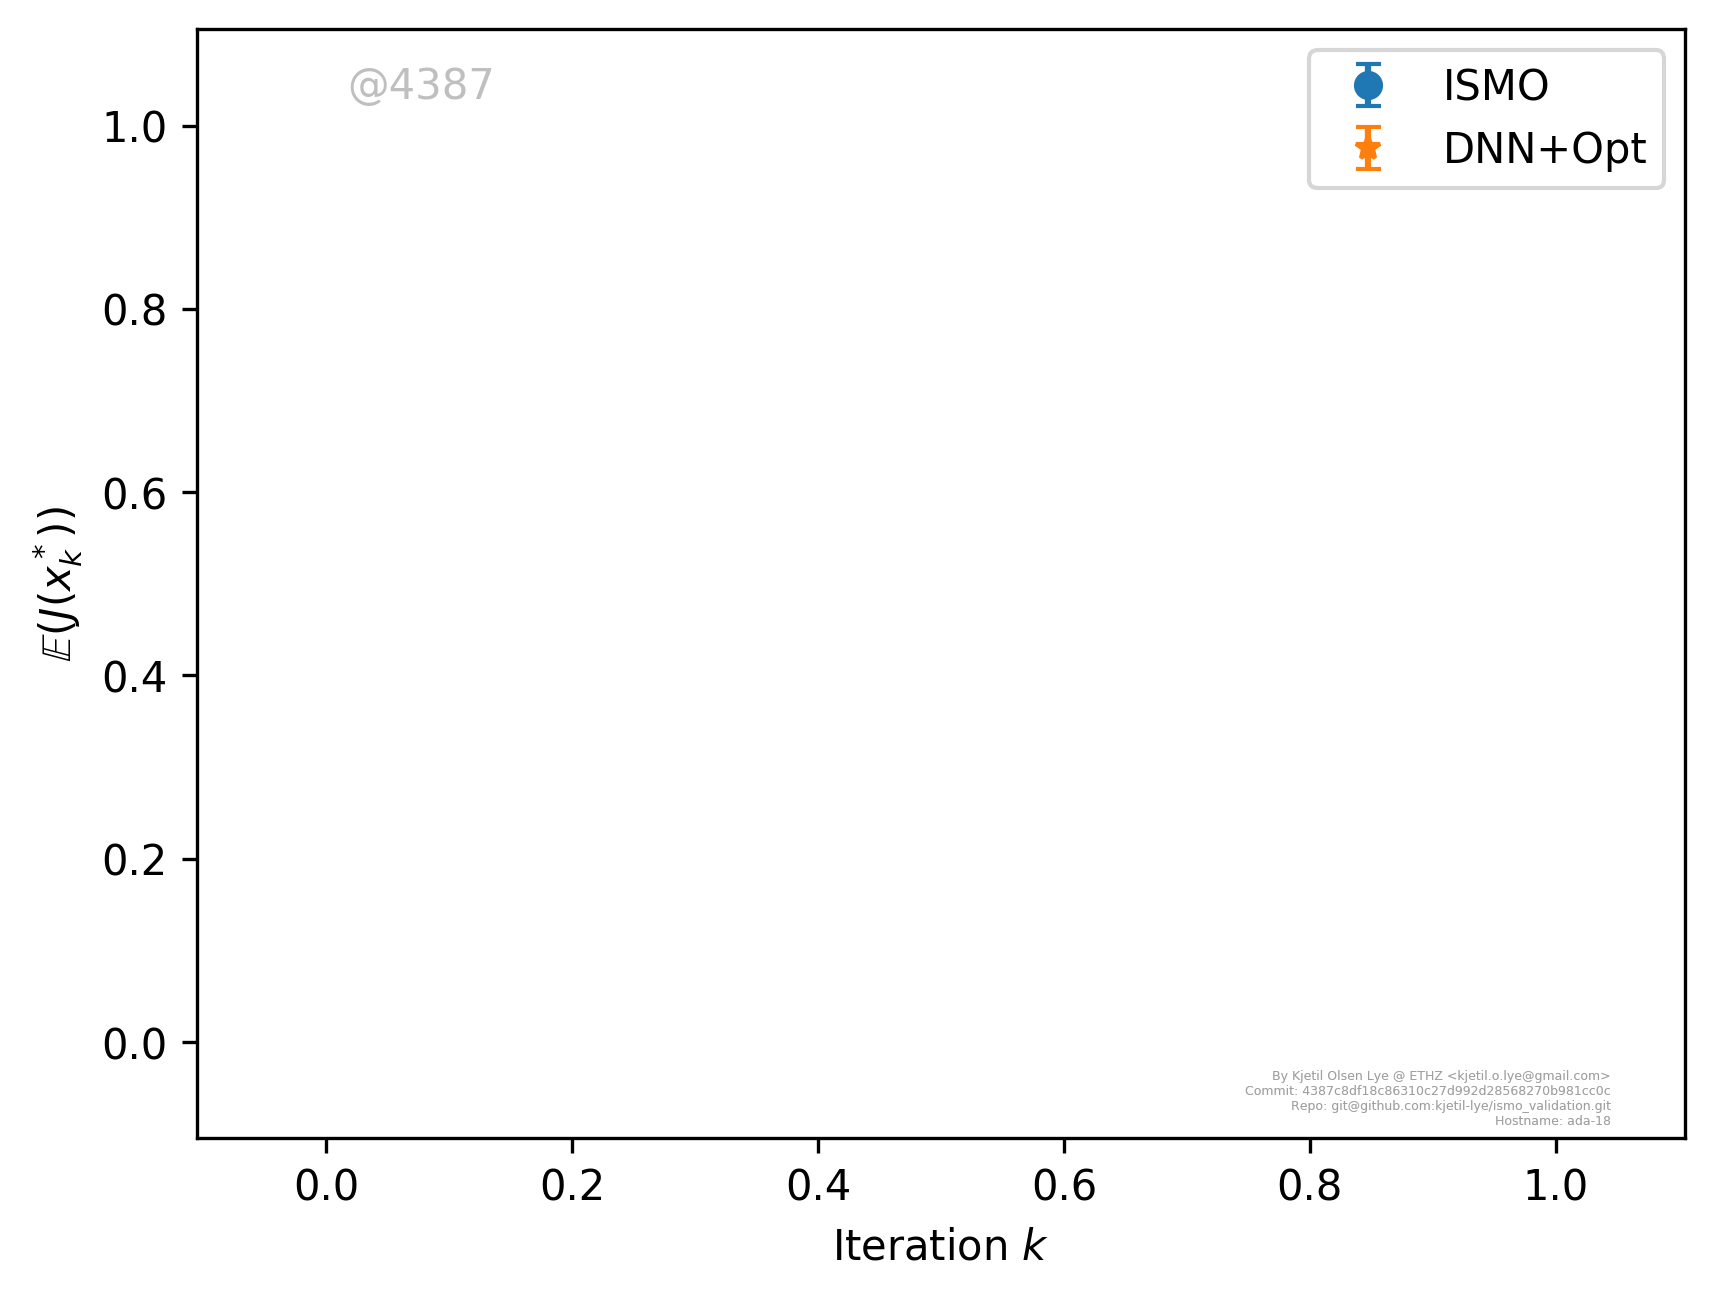 @4387
ISMO
DNN+Opt
1.0
0.8
0.6
0.4
0.2
0.0
𝔼(J(x*k))
By Kjetil Olsen Lye @ ETHZ <kjetil.o.lye@gmail.com>
Commit: 4387c8df18c86310c27d992d28568270b981cc0c
Repo: git@github.com:kjetil-lye/ismo_validation.git
Hostname: ada-18
0.0 0.2 0.4 0.6 0.8 1.0
Iteration k